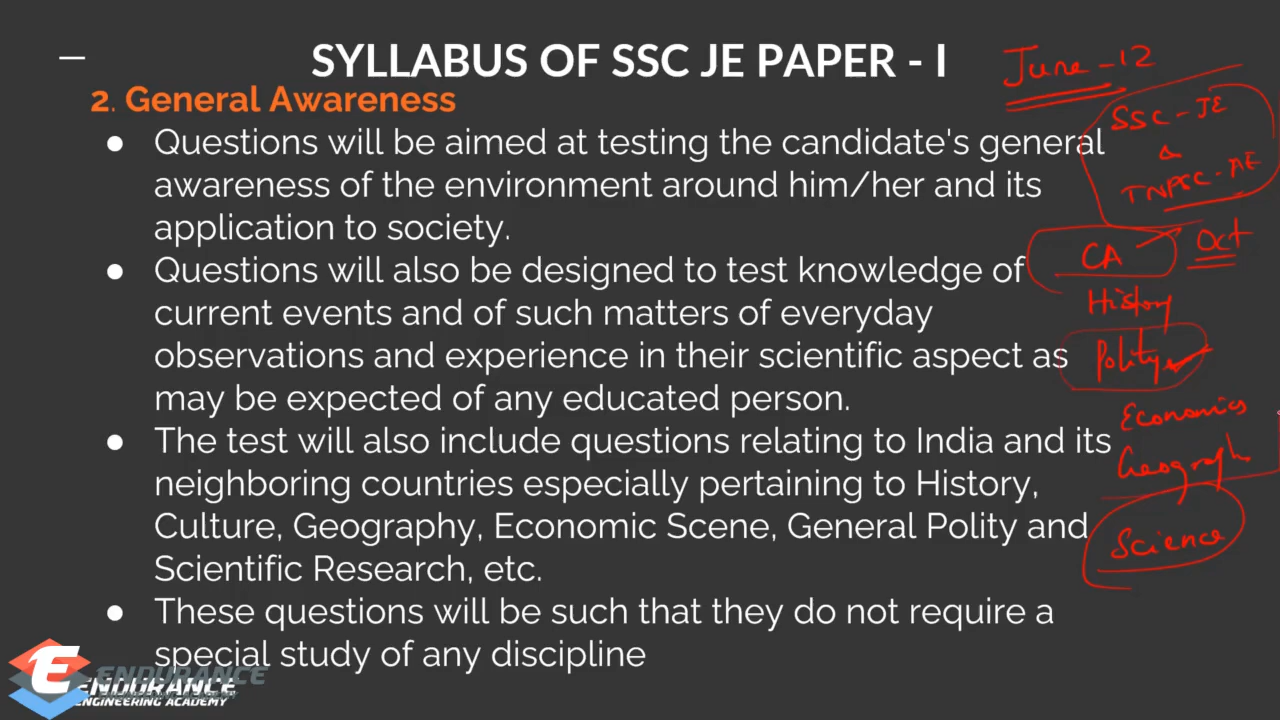 SYLLABUS OF SSC JE PAPER - I
2. General Awareness
● Questions will be aimed at testing the candidate's general
awareness of the environment around him/her and its
application to society.
● Questions will also be designed to test knowledge of
current events and of such matters of everyday
observations and experience in their scientific aspect as
may be expected of any educated person.
● The test will also include questions relating to India and its
neighboring countries especially pertaining to History,
Culture, Geography, Economic Scene, General Polity and
Scientific Research, etc.
● These questions will be such that they do not require a
special study of any discipline
June - 12
SSC - JE
&
TNPSC - AE
CA
Oct
History
Polity
Economics
Geography
Science
E
ENDURANCE
ENGINEERING ACADEMY
ENDURANCE
ENGINEERING ACADEMY